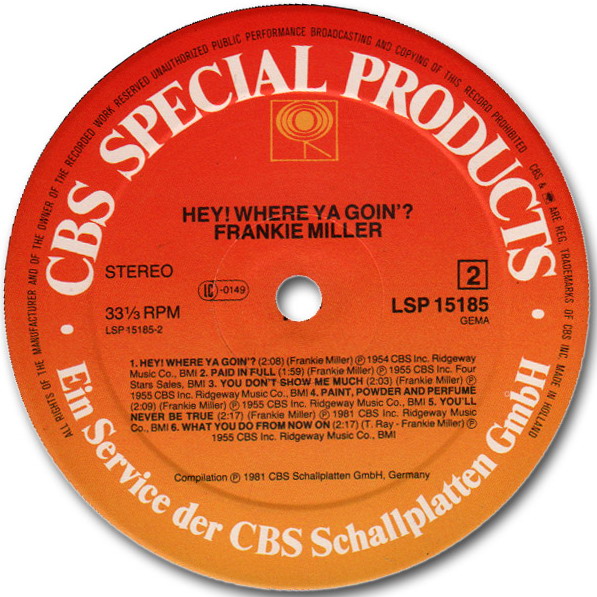 ALL RIGHTS OF THE MANUFACTURER AND OF THE OWNER OF THE RECORDED WORK RESERVED UNAUTHORIZED PUBLIC PERFORMANCE BROADCASTING AND COPYING OF THIS RECORD PROHIBITED CBS & ARE REG. TRADEMARKS OF CBS INC. MADE IN HOLLAND
• CBS SPECIAL PRODUCTS •
HEY! WHERE YA GOIN'?
FRANKIE MILLER
STEREO
LC -0149
2
33⅓ RPM
LSP 15185-2
LSP 15185
GEMA
1. HEY! WHERE YA GOIN'? (2:08) (Frankie Miller) Ⓟ 1954 CBS Inc. Ridgeway
Music Co., BMI 2. PAID IN FULL (1:59) (Frankie Miller) Ⓟ 1955 CBS Inc. Four
Stars Sales, BMI 3. YOU DON'T SHOW ME MUCH (2:03) (Frankie Miller) Ⓟ
1955 CBS Inc. Ridgeway Music Co., BMI 4. PAINT, POWDER AND PERFUME
(2:09) (Frankie Miller) Ⓟ 1955 CBS Inc. Ridgeway Music Co., BMI 5. YOU'LL
NEVER BE TRUE (2:17) (Frankie Miller) Ⓟ 1981 CBS Inc. Ridgeway Music
Co., BMI 6. WHAT YOU DO FROM NOW ON (2:17) (T. Ray - Frankie Miller) Ⓟ
1955 CBS Inc. Ridgeway Music Co., BMI
Compilation Ⓟ 1981 CBS Schallplatten GmbH, Germany
Ein Service der CBS Schallplatten GmbH